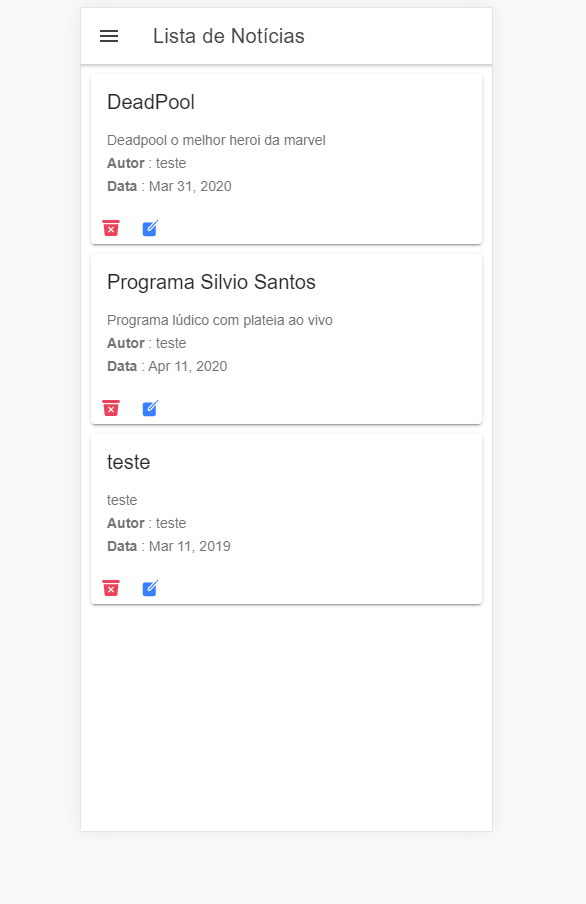 Lista de Notícias
DeadPool
Deadpool o melhor heroi da marvel
Autor : teste
Data : Mar 31, 2020
Programa Silvio Santos
Programa lúdico com plateia ao vivo
Autor : teste
Data : Apr 11, 2020
teste
teste
Autor : teste
Data : Mar 11, 2019